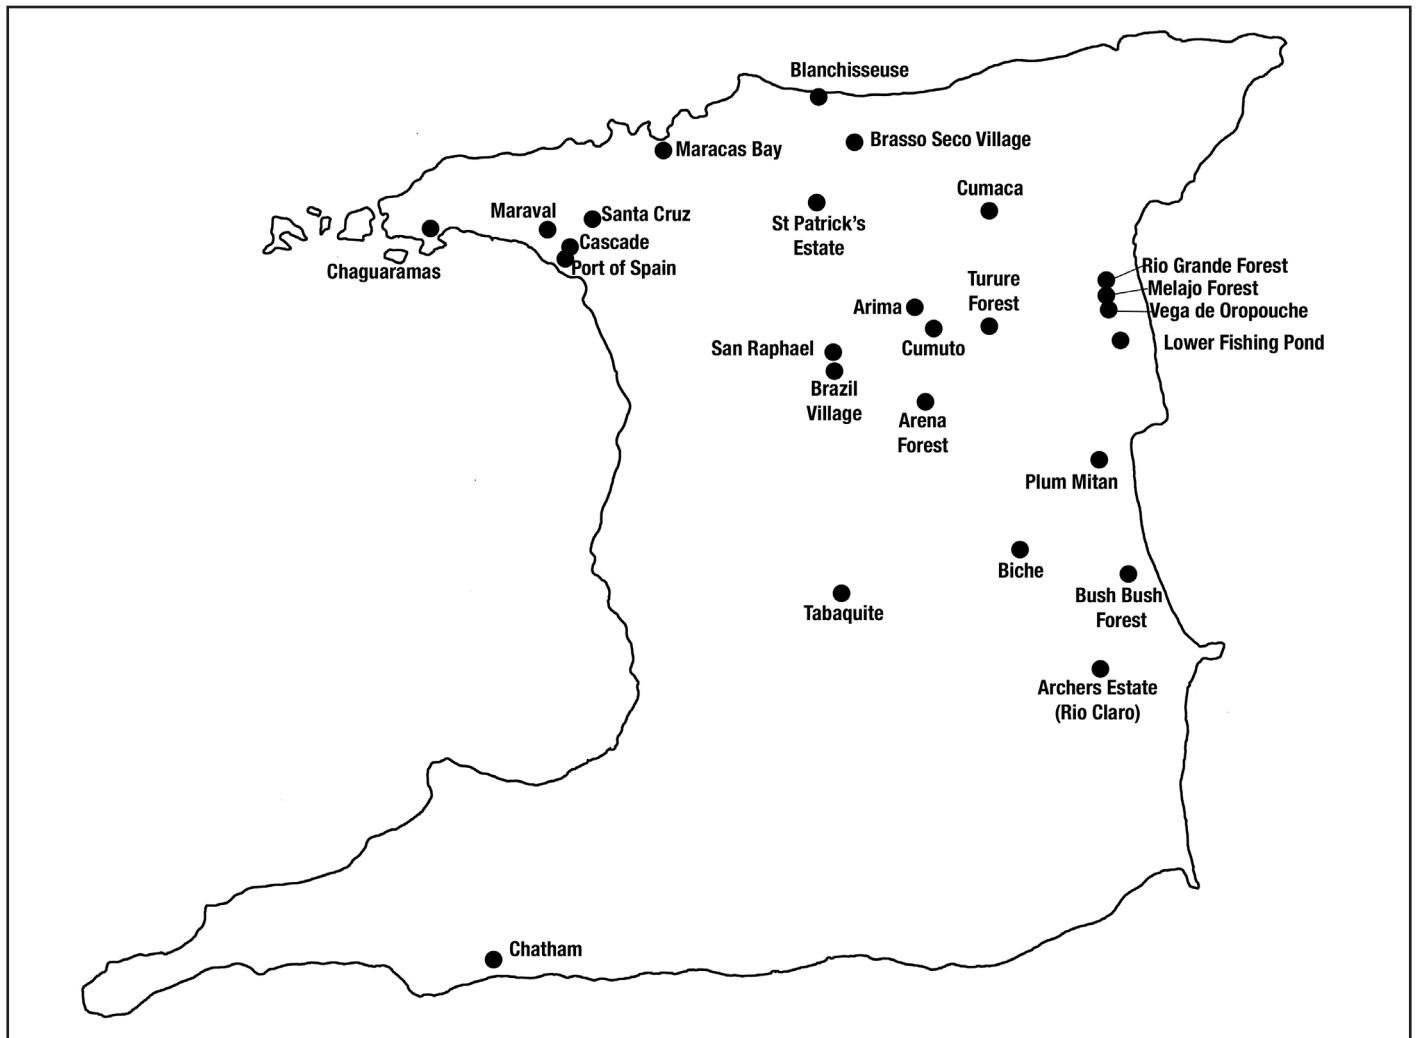 Blanchisseuse
Brasso Seco Village
Maracas Bay
Cumaca
Maraval
Santa Cruz
St Patrick's
Estate
Cascade
Port of Spain
Chaguaramas
Rio Grande Forest
Melajo Forest
Vega de Oropouche
Turure
Forest
Arima
Cumuto
Lower Fishing Pond
San Raphael
Brazil
Village
Arena
Forest
Plum Mitan
Biche
Bush Bush
Forest
Tabaquite
Archers Estate
(Rio Claro)
Chatham